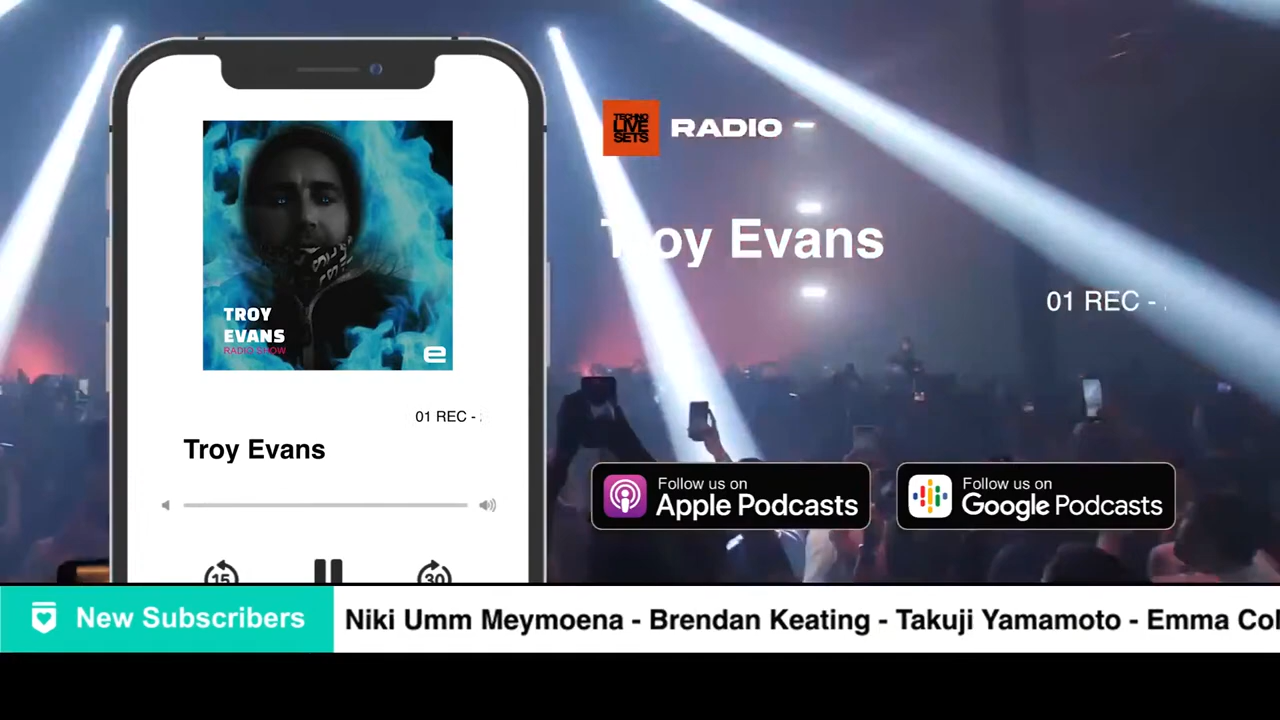 TROY
EVANS
RADIO SHOW
e
01 REC -
Troy Evans
15
30
TECHNO
LIVE
SETS
RADIO
Troy Evans
01 REC -
Follow us on
Apple Podcasts
Follow us on
Google Podcasts
New Subscribers
Niki Umm Meymoena - Brendan Keating - Takuji Yamamoto - Emma Col